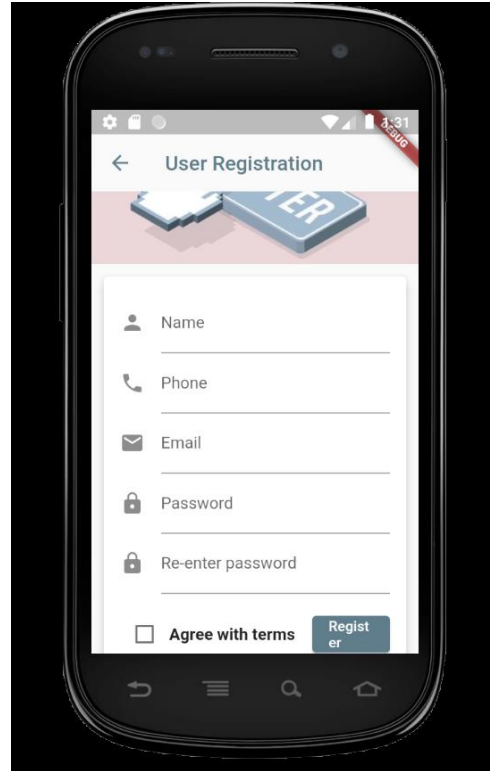 1:31
DEBUG
User Registration
TER
Name
Phone
Email
Password
Re-enter password
Agree with terms
Regist
er